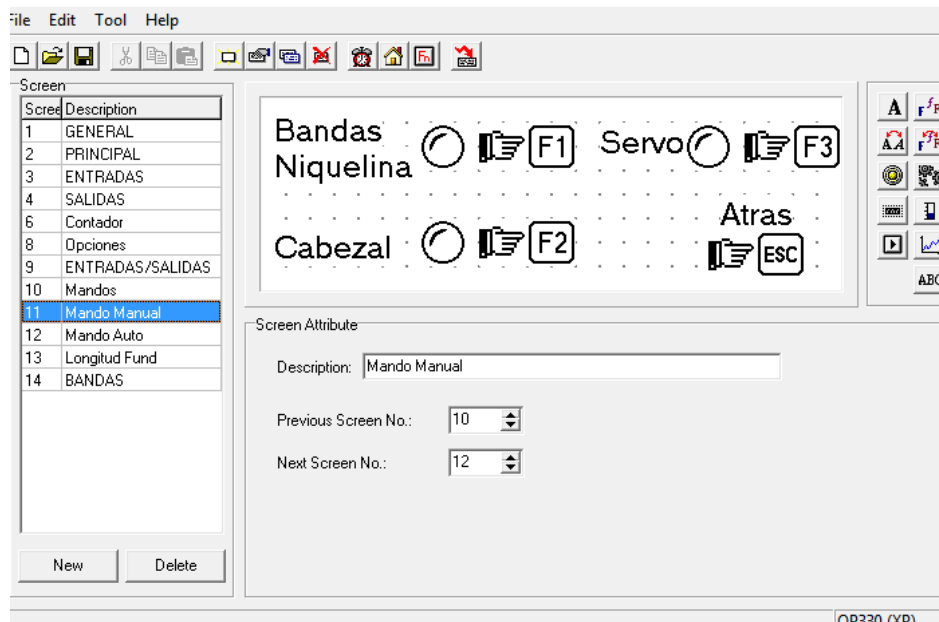 File Edit Tool Help
Screen
Scree Description
1 GENERAL
2 PRINCIPAL
3 ENTRADAS
4 SALIDAS
6 Contador
8 Opciones
9 ENTRADAS/SALIDAS
10 Mandos
11 Mando Manual
12 Mando Auto
13 Longitud Fund
14 BANDAS
New Delete
Bandas
Niquelina
F1
Servo
F3
Cabezal
F2
Atras
ESC
A
ABC
Screen Attribute
Description: Mando Manual
Previous Screen No.: 10
Next Screen No.: 12
OP330 (XP)